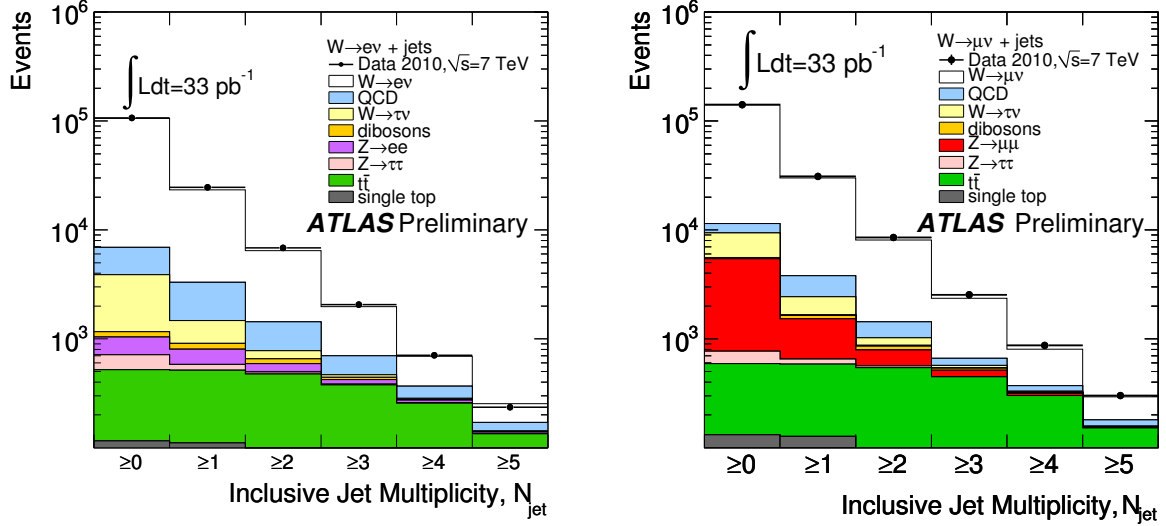 Events
10⁶
10⁵
10⁴
10³
∫Ldt=33 pb⁻¹
W→eν + jets
Data 2010,√s=7 TeV
W→eν
QCD
W→τν
dibosons
Z→ee
Z→ττ
tt̄
single top
ATLAS Preliminary
≥0 ≥1 ≥2 ≥3 ≥4 ≥5
Inclusive Jet Multiplicity, N_jet
Events
10⁶
10⁵
10⁴
10³
∫Ldt=33 pb⁻¹
W→μν + jets
Data 2010,√s=7 TeV
W→μν
QCD
W→τν
dibosons
Z→μμ
Z→ττ
tt̄
single top
ATLAS Preliminary
≥0 ≥1 ≥2 ≥3 ≥4 ≥5
Inclusive Jet Multiplicity, N_jet